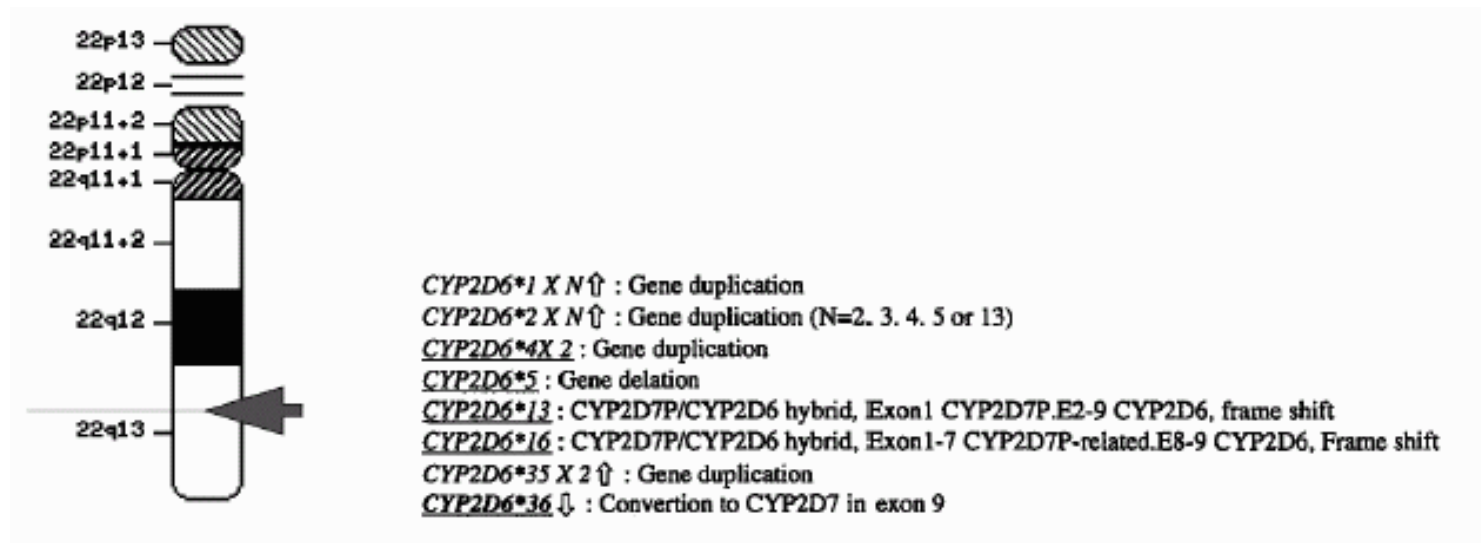 22p13
22p12
22p11.2
22p11.1
22q11.1
22q11.2
22q12
22q13
CYP2D6*1 X N⇧ : Gene duplication
CYP2D6*2 X N⇧ : Gene duplication (N=2. 3. 4. 5 or 13)
CYP2D6*4X 2 : Gene duplication
CYP2D6*5 : Gene delation
CYP2D6*13 : CYP2D7P/CYP2D6 hybrid, Exon1 CYP2D7P.E2-9 CYP2D6, frame shift
CYP2D6*16 : CYP2D7P/CYP2D6 hybrid, Exon1-7 CYP2D7P-related.E8-9 CYP2D6, Frame shift
CYP2D6*35 X 2⇧ : Gene duplication
CYP2D6*36⇩ : Convertion to CYP2D7 in exon 9